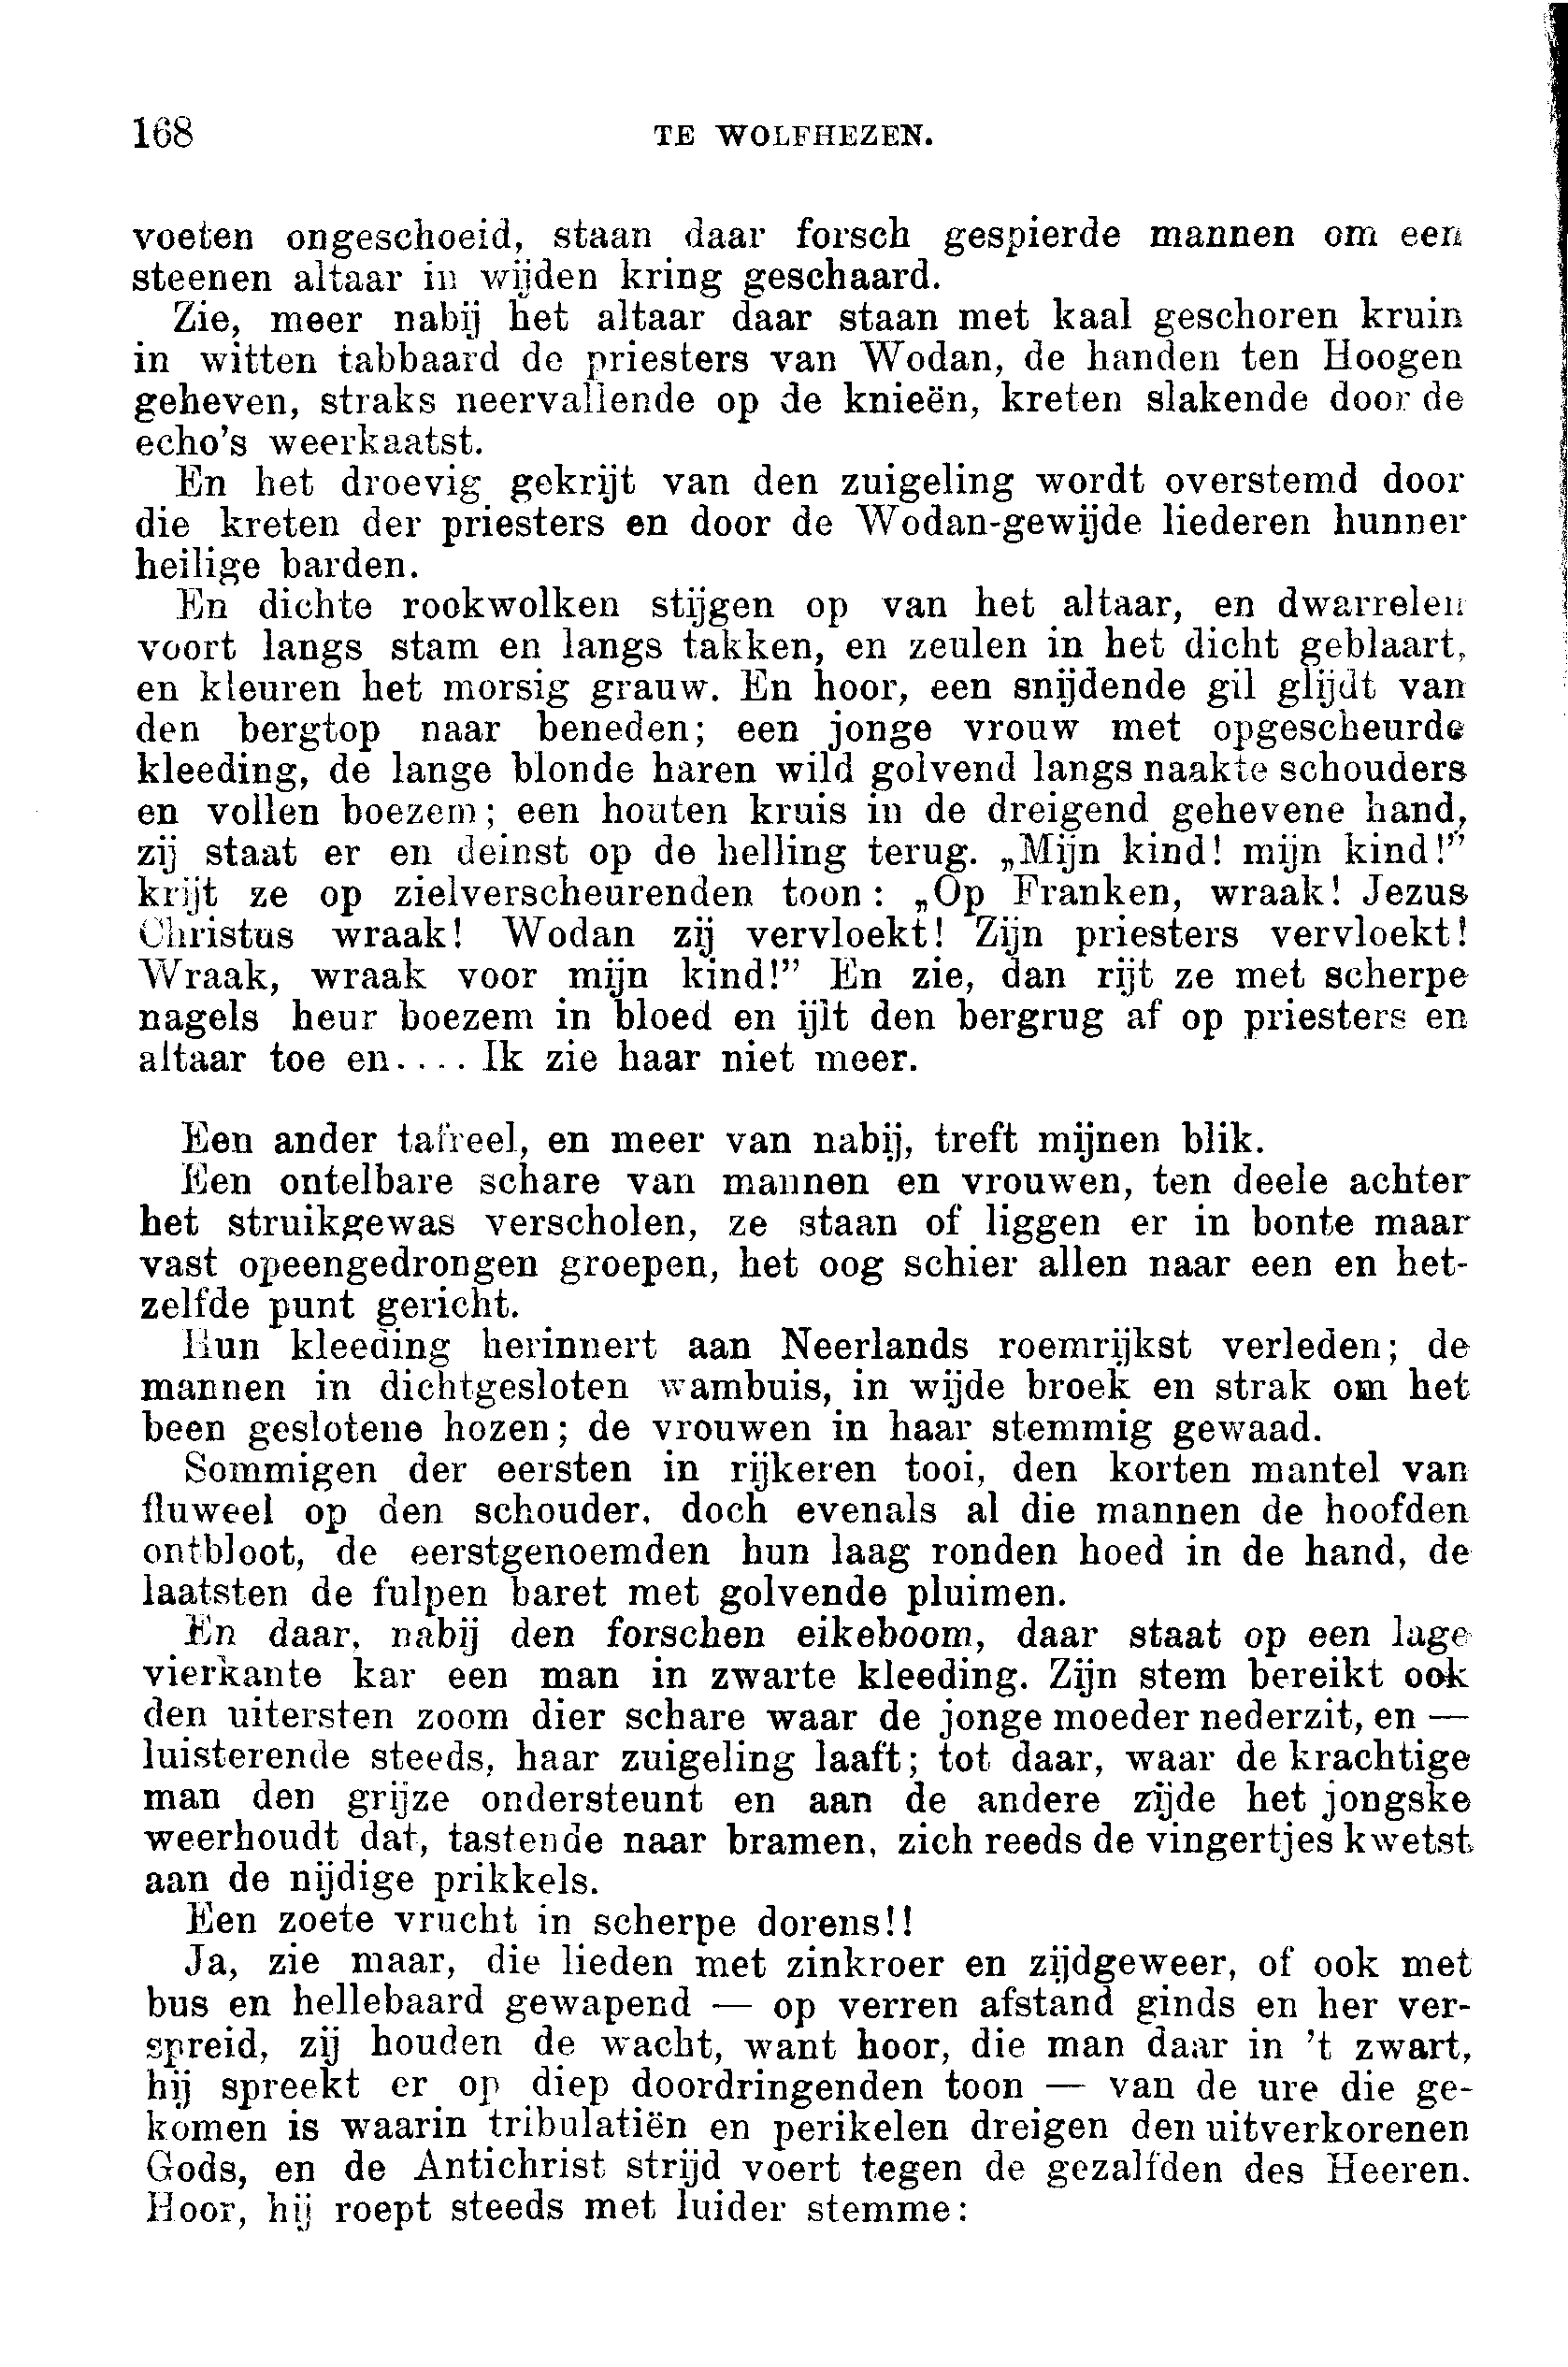 168 TE WOLFHEZEN.
voeten ongeschoeid, staan daar forsch gespierde mannen om een
steenen altaar in wijden kring geschaard.
Zie, meer nabij het altaar daar staan met kaal geschoren kruin
in witten tabbaard de priesters van Wodan, de handen ten Hoogen
geheven, straks neervallende op de knieën, kreten slakende door de
echo's weerkaatst.
En het droevig gekrijt van den zuigeling wordt overstemd door
die kreten der priesters en door de Wodan-gewijde liederen hunner
heilige barden.
En dichte rookwolken stijgen op van het altaar, en dwarrelen
voort langs stam en langs takken, en zeulen in het dicht geblaart,
en kleuren het morsig grauw. En hoor, een snijdende gil glijdt van
den bergtop naar beneden; een jonge vrouw met opgescheurde
kleeding, de lange blonde haren wild golvend langs naakte schouders
en vollen boezem; een houten kruis in de dreigend gehevene hand,
zij staat er en deinst op de helling terug. „Mijn kind! mijn kind!”
krijt ze op zielverscheurenden toon: „Op Franken, wraak! Jezus
Christus wraak! Wodan zij vervloekt! Zijn priesters vervloekt!
Wraak, wraak voor mijn kind!” En zie, dan rijt ze met scherpe
nagels heur boezem in bloed en ijlt den bergrug af op priesters en
altaar toe en.... Ik zie haar niet meer.
Een ander tafreel, en meer van nabij, treft mijnen blik.
Een ontelbare schare van mannen en vrouwen, ten deele achter
het struikgewas verscholen, ze staan of liggen er in bonte maar
vast opeengedrongen groepen, het oog schier allen naar een en het-
zelfde punt gericht.
Hun kleeding herinnert aan Neerlands roemrijkst verleden; de
mannen in dichtgesloten wambuis, in wijde broek en strak om het
been geslotene hozen; de vrouwen in haar stemmig gewaad.
Sommigen der eersten in rijkeren tooi, den korten mantel van
fluweel op den schouder, doch evenals al die mannen de hoofden
ontbloot, de eerstgenoemden hun laag ronden hoed in de hand, de
laatsten de fulpen baret met golvende pluimen.
En daar, nabij den forschen eikeboom, daar staat op een lage
vierkante kar een man in zwarte kleeding. Zijn stem bereikt ook
den uitersten zoom dier schare waar de jonge moeder nederzit, en —
luisterende steeds, haar zuigeling laaft; tot daar, waar de krachtige
man den grijze ondersteunt en aan de andere zijde het jongske
weerhoudt dat, tastende naar bramen, zich reeds de vingertjes kwetst
aan de nijdige prikkels.
Een zoete vrucht in scherpe dorens!!
Ja, zie maar, die lieden met zinkroer en zijdgeweer, of ook met
bus en hellebaard gewapend — op verren afstand ginds en her ver-
spreid, zij houden de wacht, want hoor, die man daar in 't zwart,
hij spreekt er op diep doordringenden toon — van de ure die ge-
komen is waarin tribulatiën en perikelen dreigen den uitverkorenen
Gods, en de Antichrist strijd voert tegen de gezalfden des Heeren.
Hoor, hij roept steeds met luider stemme: